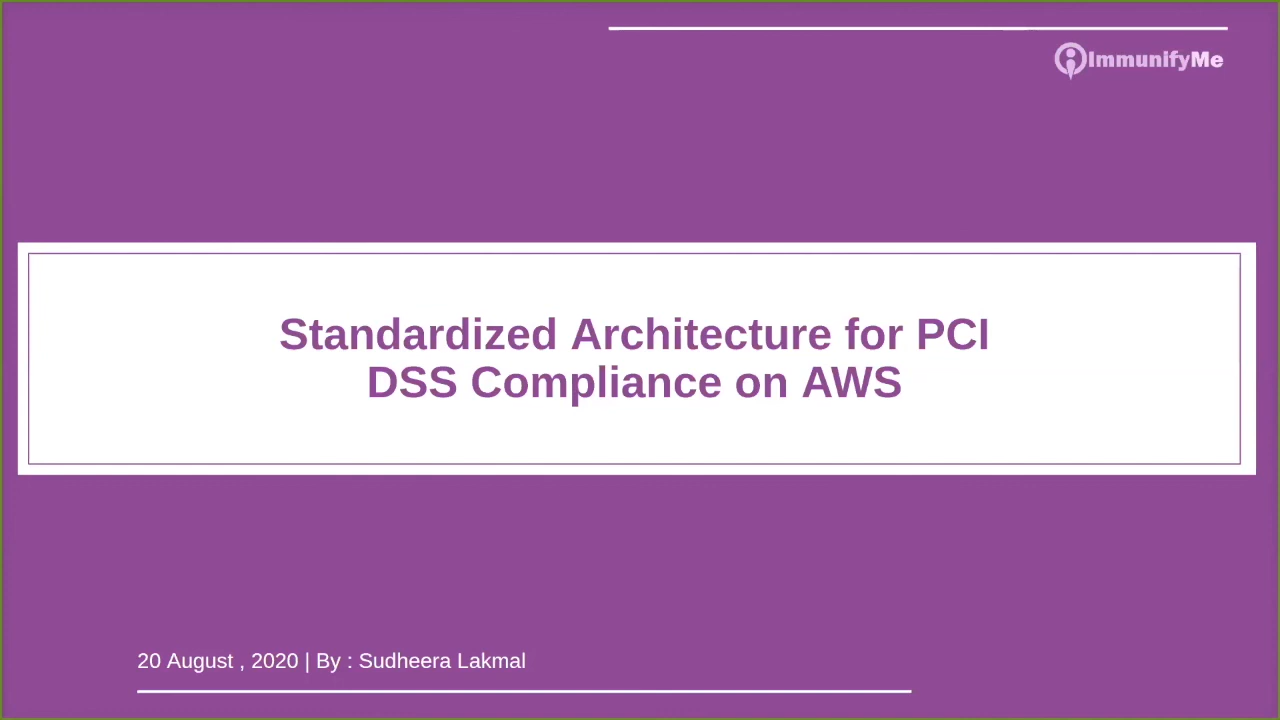 ImmunifyMe
Standardized Architecture for PCI
DSS Compliance on AWS
20 August , 2020 | By : Sudheera Lakmal